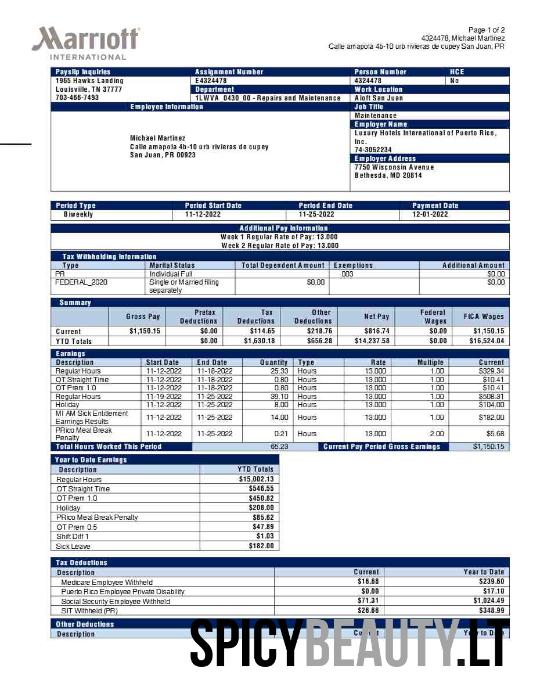 Marriott
INTERNATIONAL
Page 1 of 2
4324478, Michael Martinez
Calle amapola 4b-10 urb rivieras de cupey San Juan, PR
Payslip Inquiries Assignment Number Person Number HCE
1965 Hawks Landing E4324478 4324478 No
Louisville, TN 37777 Department Work Location
703-466-7493 1LWVA_0430_00-Repairs and Maintenance Aloft San Juan
Employee Information Job Title
Maintenance
Employer Name
Michael Martinez Luxury Hotels International of Puerto Rico,
Calle amapola 4b-10 urb rivieras de cupey Inc.
San Juan, PR 00923 74-3052234
Employer Address
7750 Wisconsin Avenue
Bethesda, MD 20814
Period Type Period Start Date Period End Date Payment Date
Biweekly 11-12-2022 11-25-2022 12-01-2022
Additional Pay Information
Week 1 Regular Rate of Pay: 13.000
Week 2 Regular Rate of Pay: 13.000
Tax Withholding Information
Type Marital Status Total Dependent Amount Exemptions Additional Amount
PR Individual Full .003 $0.00
FEDERAL_2020 Single or Married filing $0.00 $0.00
separately
Summary
Gross Pay Pretax Deductions Tax Deductions Other Deductions Net Pay Federal Wages FICA Wages
Current $1,150.15 $0.00 $114.65 $218.76 $816.74 $0.00 $1,150.15
YTD Totals $0.00 $1,630.18 $656.28 $14,237.58 $0.00 $16,524.04
Earnings
Description Start Date End Date Quantity Type Rate Multiple Current
Regular Hours 11-12-2022 11-18-2022 25.33 Hours 13.000 1.00 $329.34
OT Straight Time 11-12-2022 11-18-2022 0.80 Hours 13.000 1.00 $10.41
OT Prem 1.0 11-12-2022 11-18-2022 0.80 Hours 13.000 1.00 $10.41
Regular Hours 11-19-2022 11-25-2022 39.10 Hours 13.000 1.00 $508.31
Holiday 11-12-2022 11-25-2022 8.00 Hours 13.000 1.00 $104.00
MI AM Sick Entitlement
Earnings Results 11-12-2022 11-25-2022 14.00 Hours 13.000 1.00 $182.00
PRico Meal Break
Penalty 11-12-2022 11-25-2022 0.21 Hours 13.000 2.00 $5.68
Total Hours Worked This Period 65.23 Current Pay Period Gross Earnings $1,150.15
Year to Date Earnings
Description YTD Totals
Regular Hours $15,002.13
OT Straight Time $546.55
OT Prem 1.0 $450.82
Holiday $208.00
PRico Meal Break Penalty $85.62
OT Prem 0.5 $47.89
Shift Diff 1 $1.03
Sick Leave $182.00
Tax Deductions
Description Current Year to Date
Medicare Employee Withheld $16.68 $239.60
Puerto Rico Employee Private Disability $0.00 $17.10
Social Security Employee Withheld $71.31 $1,024.49
SIT Withheld (PR) $26.66 $348.99
Other Deductions
Description
SPICYBEAUTY.LT